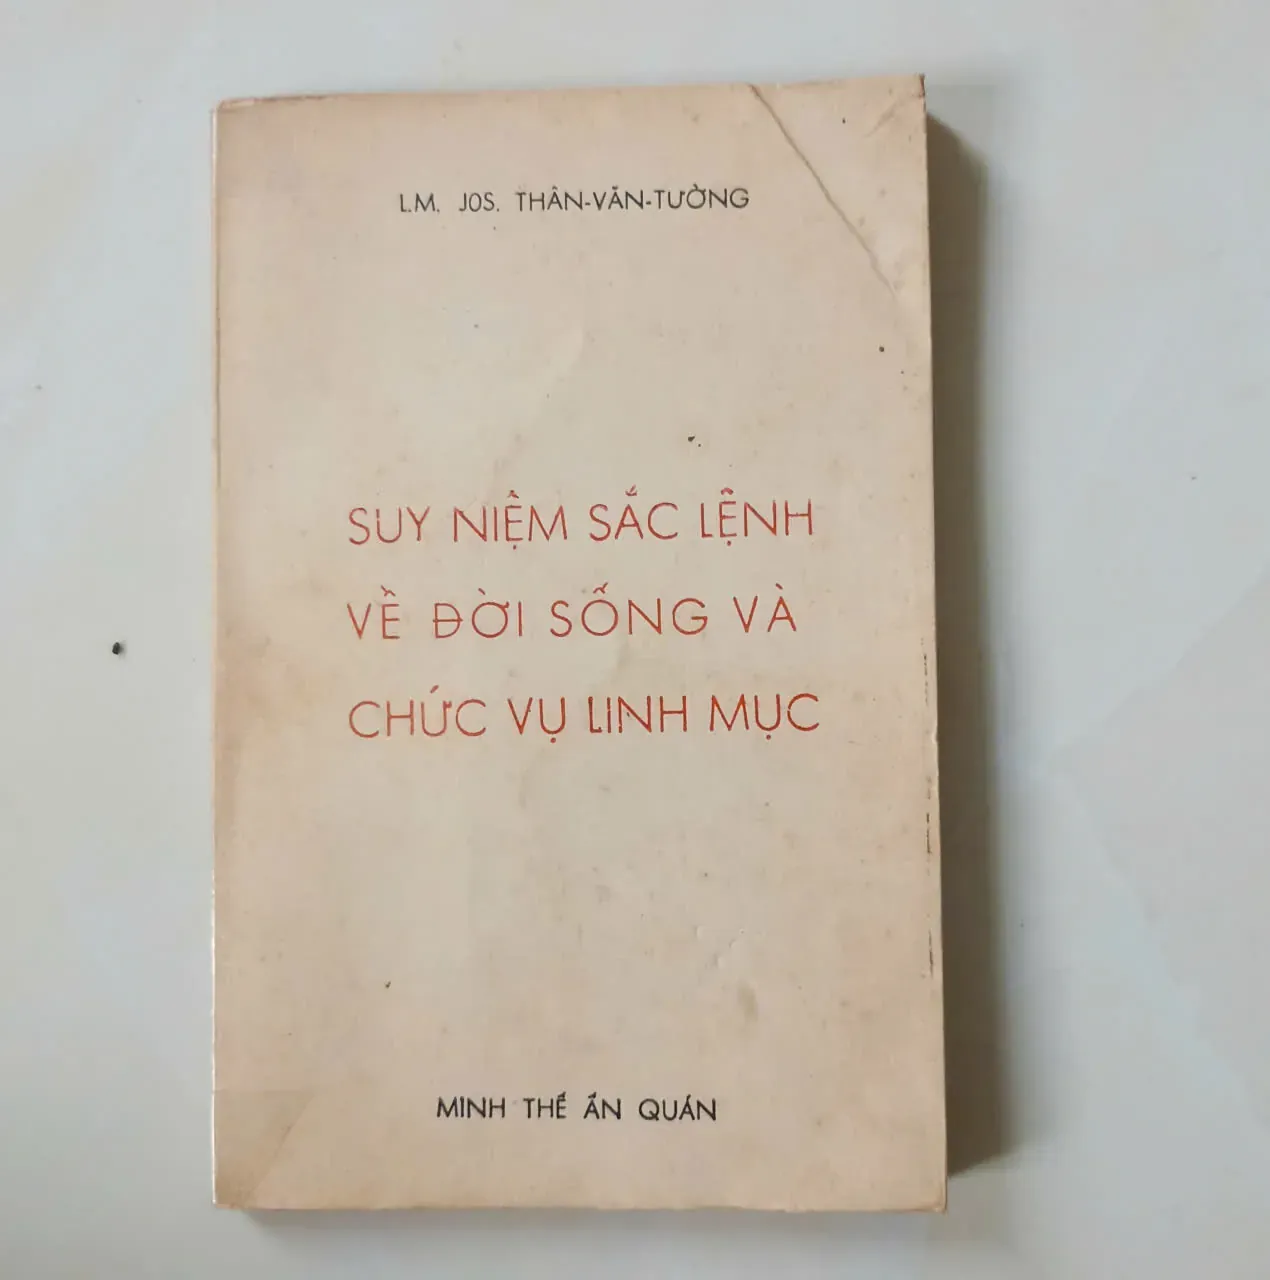 L.M. JOS. THÂN-VĂN-TƯỜNG
SUY NIỆM SẮC LỆNH
VỀ ĐỜI SỐNG VÀ
CHỨC VỤ LINH MỤC
MINH THẾ ẤN QUÁN